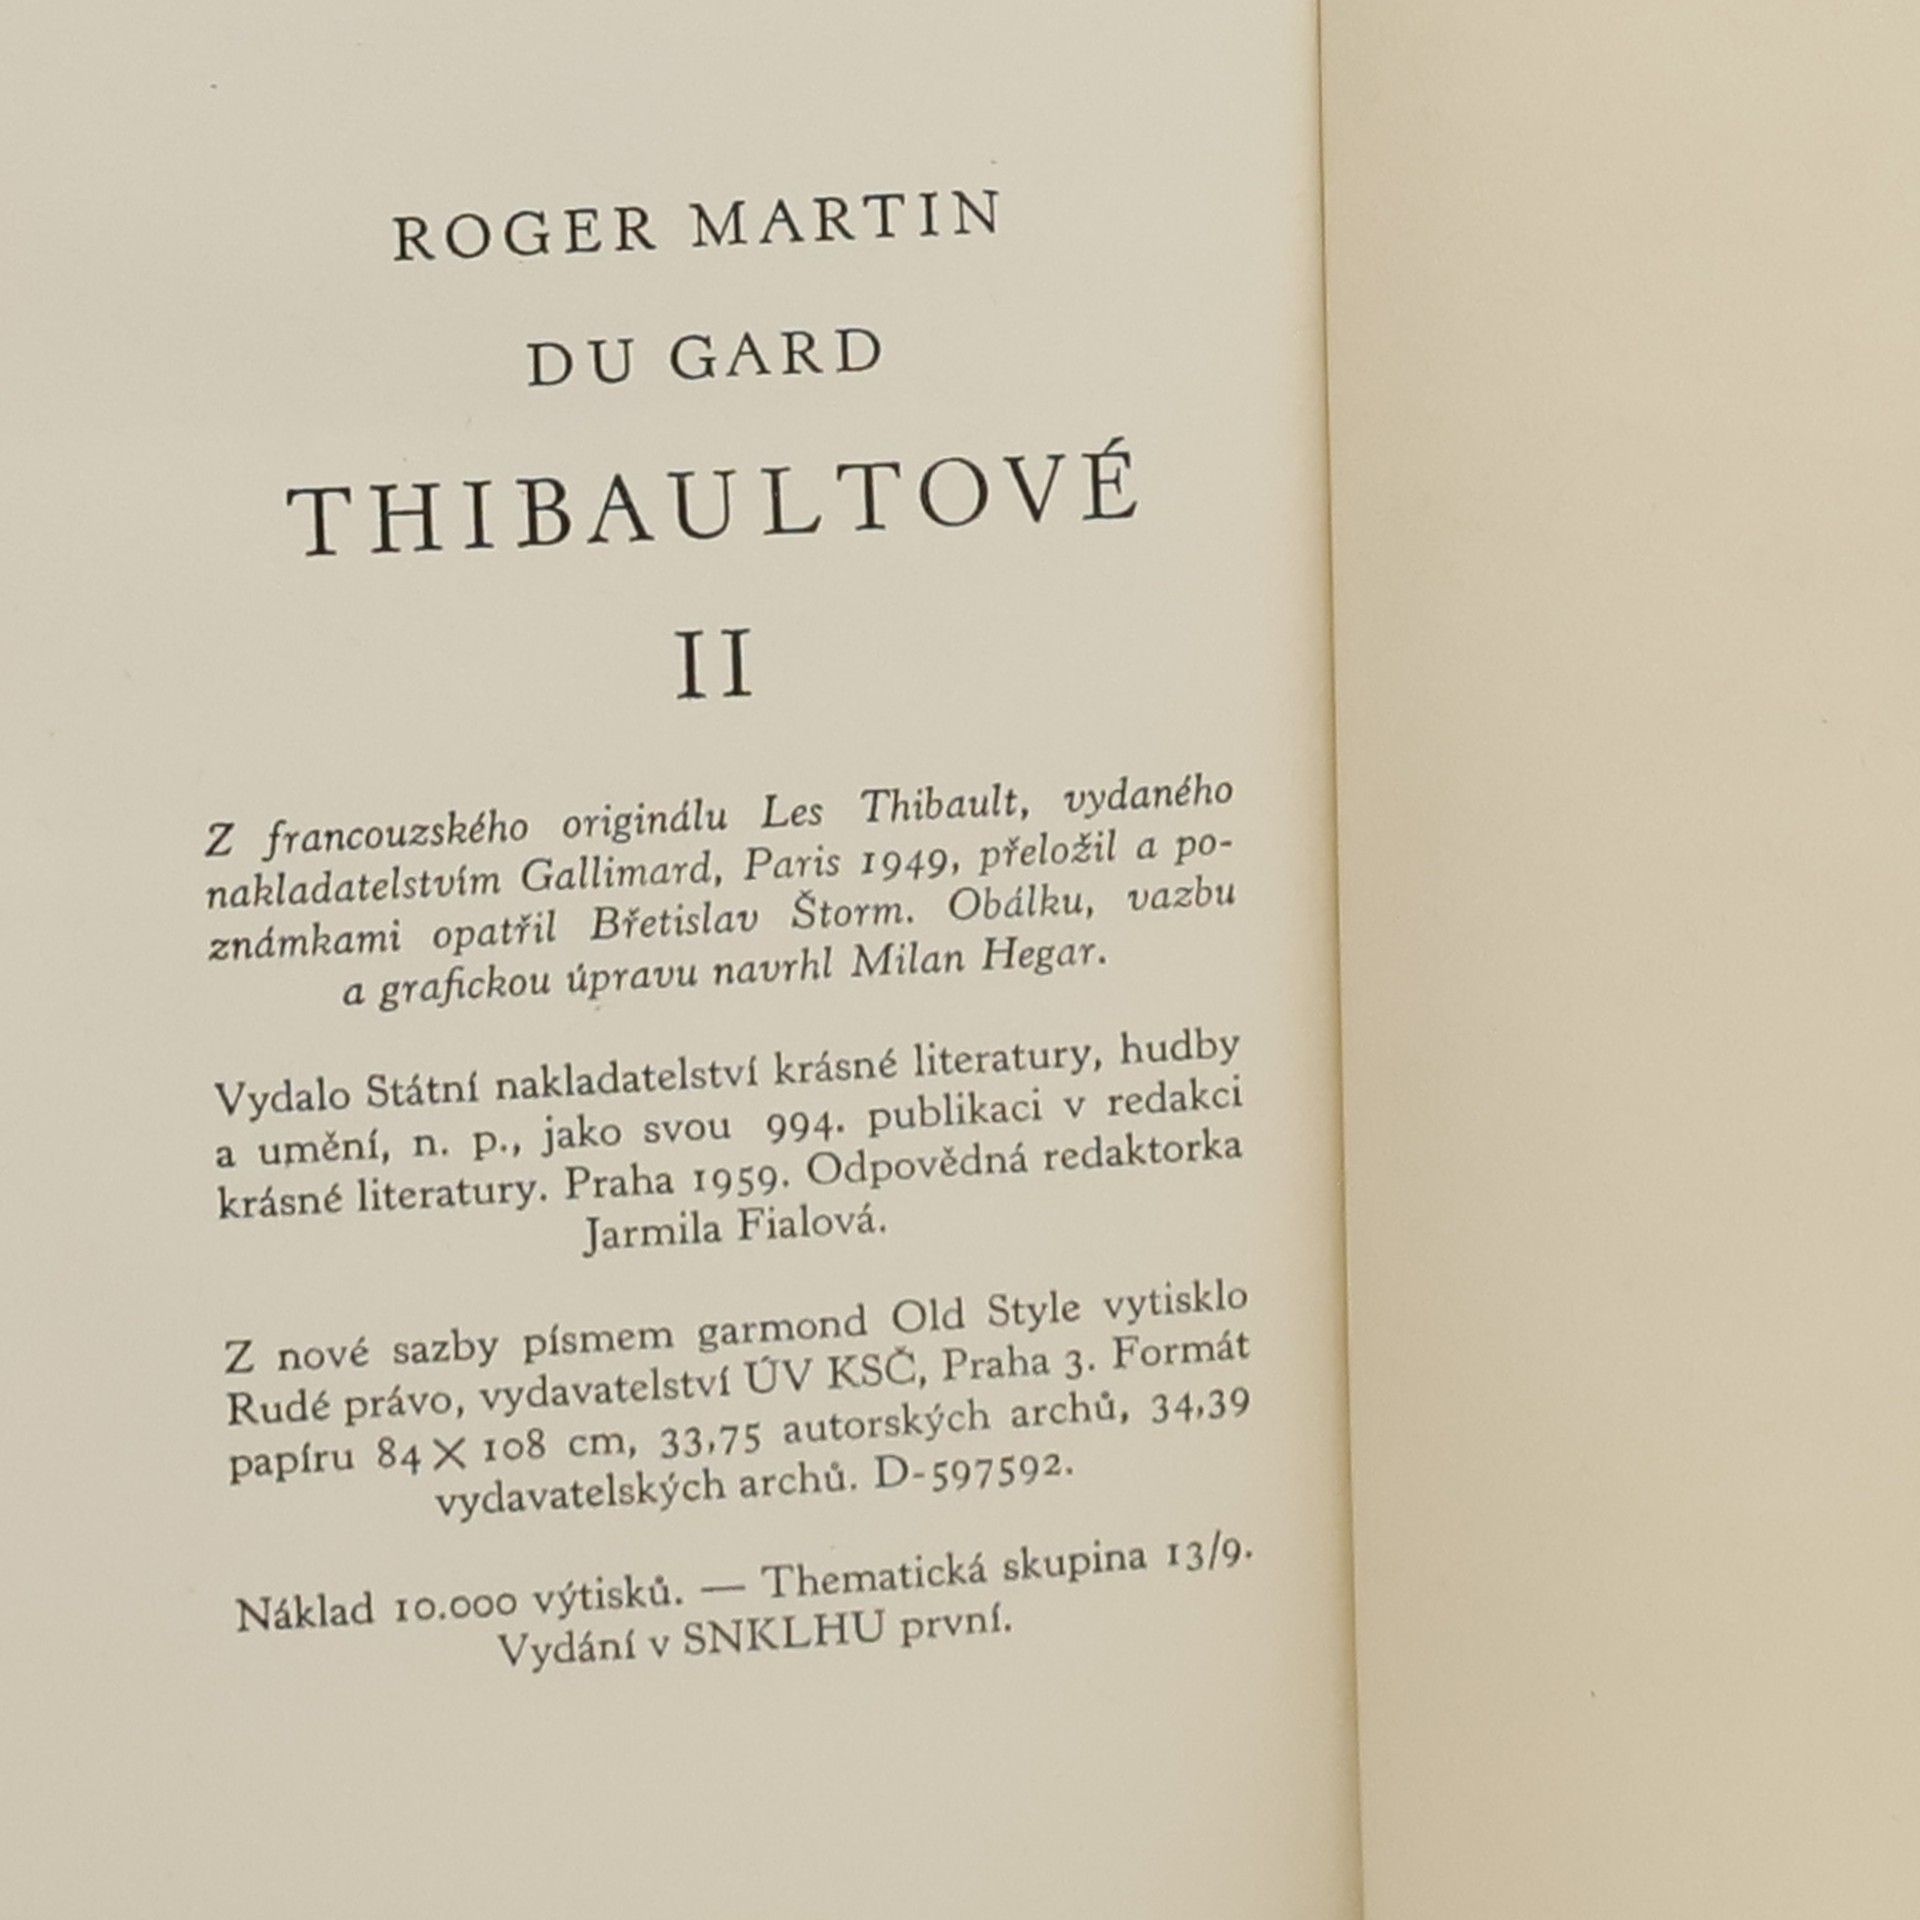 ROGER MARTIN
DU GARD
THIBAULTOVÉ
II
Z francouzského originálu Les Thibault, vydaného
nakladatelstvím Gallimard, Paris 1949, přeložil a po-
známkami opatřil Břetislav Štorm. Obálku, vazbu
a grafickou úpravu navrhl Milan Hegar.
Vydalo Státní nakladatelství krásné literatury, hudby
a umění, n. p., jako svou 994. publikaci v redakci
krásné literatury. Praha 1959. Odpovědná redaktorka
Jarmila Fialová.
Z nové sazby písmem garmond Old Style vytisklo
Rudé právo, vydavatelství ÚV KSČ, Praha 3. Formát
papíru 84 × 108 cm, 33,75 autorských archů, 34,39
vydavatelských archů. D-597592.
Náklad 10.000 výtisků. — Thematická skupina 13/9.
Vydání v SNKLHU první.